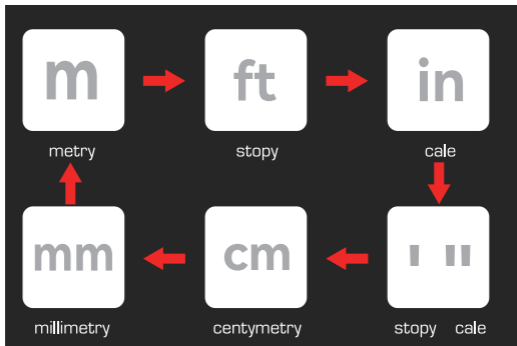 m ft in
metry stopy cale
mm cm ' "
millimetry centymetry stopy cale